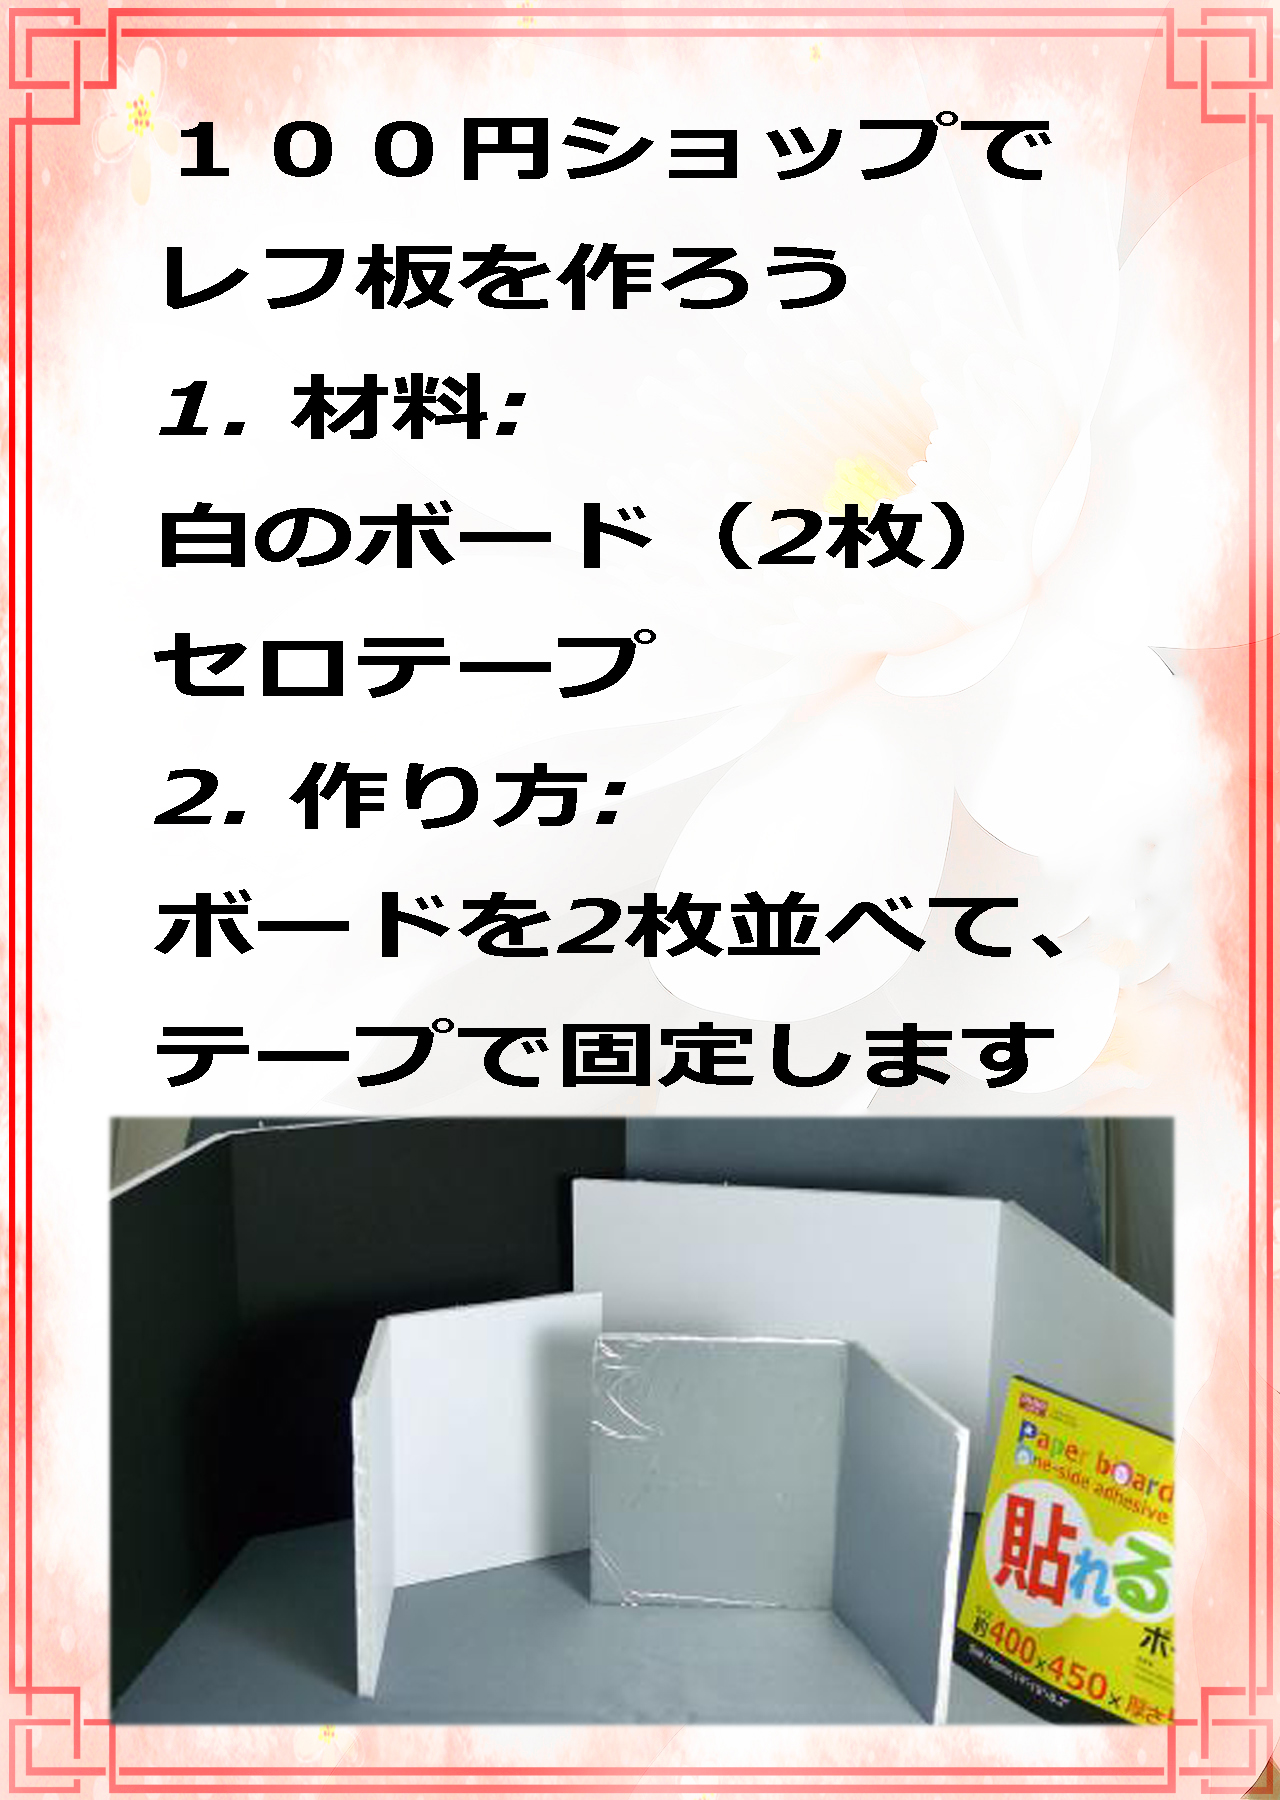 １００円ショップで
レフ板を作ろう
1. 材料:
白のボード（2枚）
セロテープ
2. 作り方:
ボードを2枚並べて、
テープで固定します
Paper board
One-side adhesive
貼れる
ボ
約400×450×厚さ